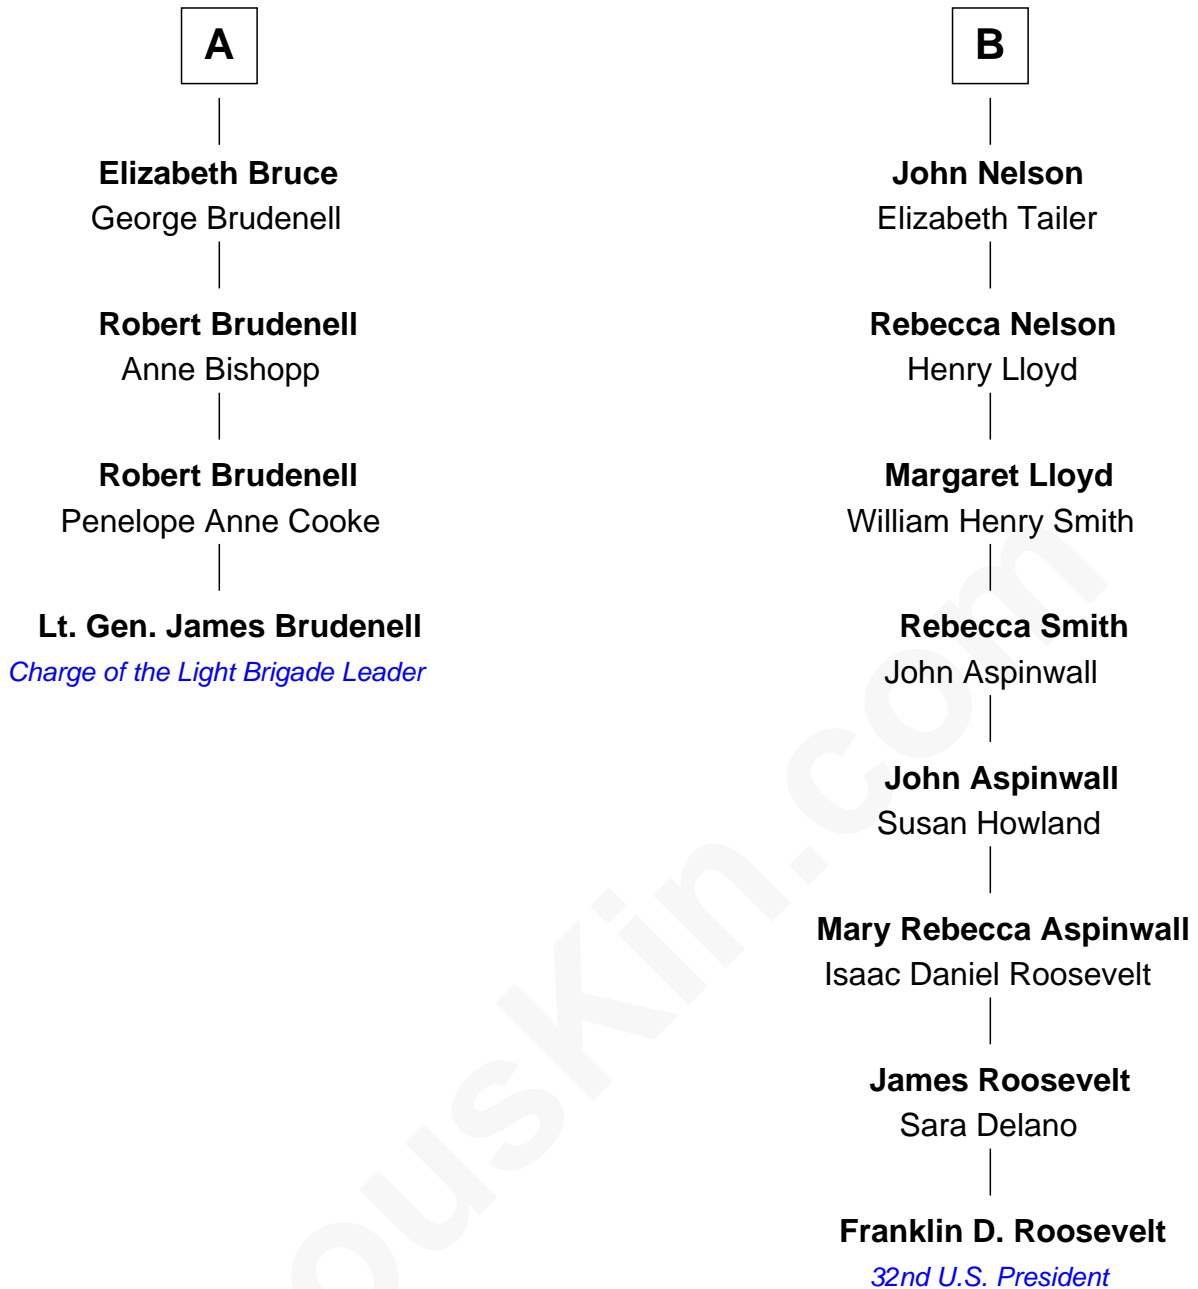 A
Elizabeth Bruce
George Brudenell
Robert Brudenell
Anne Bishopp
Robert Brudenell
Penelope Anne Cooke
Lt. Gen. James Brudenell
Charge of the Light Brigade Leader
B
John Nelson
Elizabeth Tailer
Rebecca Nelson
Henry Lloyd
Margaret Lloyd
William Henry Smith
Rebecca Smith
John Aspinwall
John Aspinwall
Susan Howland
Mary Rebecca Aspinwall
Isaac Daniel Roosevelt
James Roosevelt
Sara Delano
Franklin D. Roosevelt
32nd U.S. President
ousKin.com